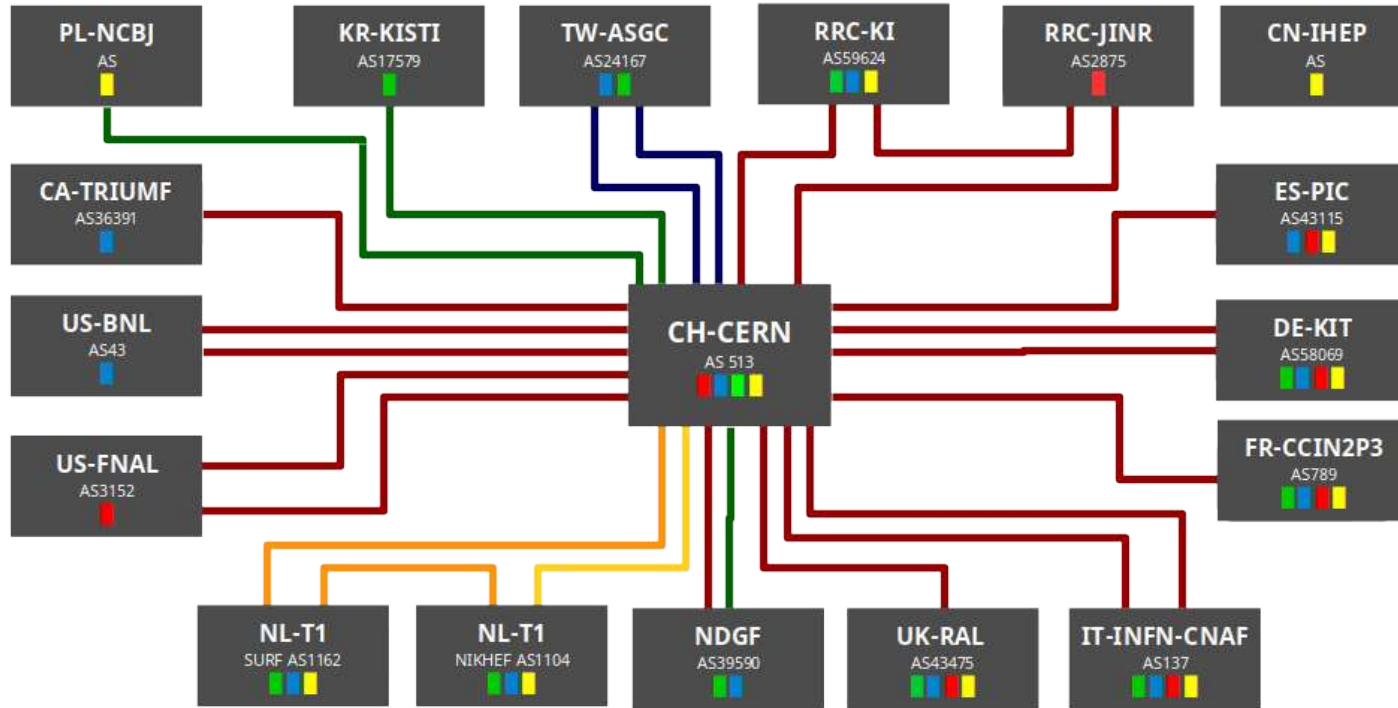 PL-NCBJ
AS
KR-KISTI
AS17579
TW-ASGC
AS24167
RRC-KI
AS59624
RRC-JINR
AS2875
CN-IHEP
AS
CA-TRIUMF
AS36391
ES-PIC
AS43115
US-BNL
AS43
CH-CERN
AS 513
DE-KIT
AS58069
US-FNAL
AS3152
FR-CCIN2P3
AS789
NL-T1
SURF AS1162
NL-T1
NIKHEF AS1104
NDGF
AS39590
UK-RAL
AS43475
IT-INFN-CNAF
AS137